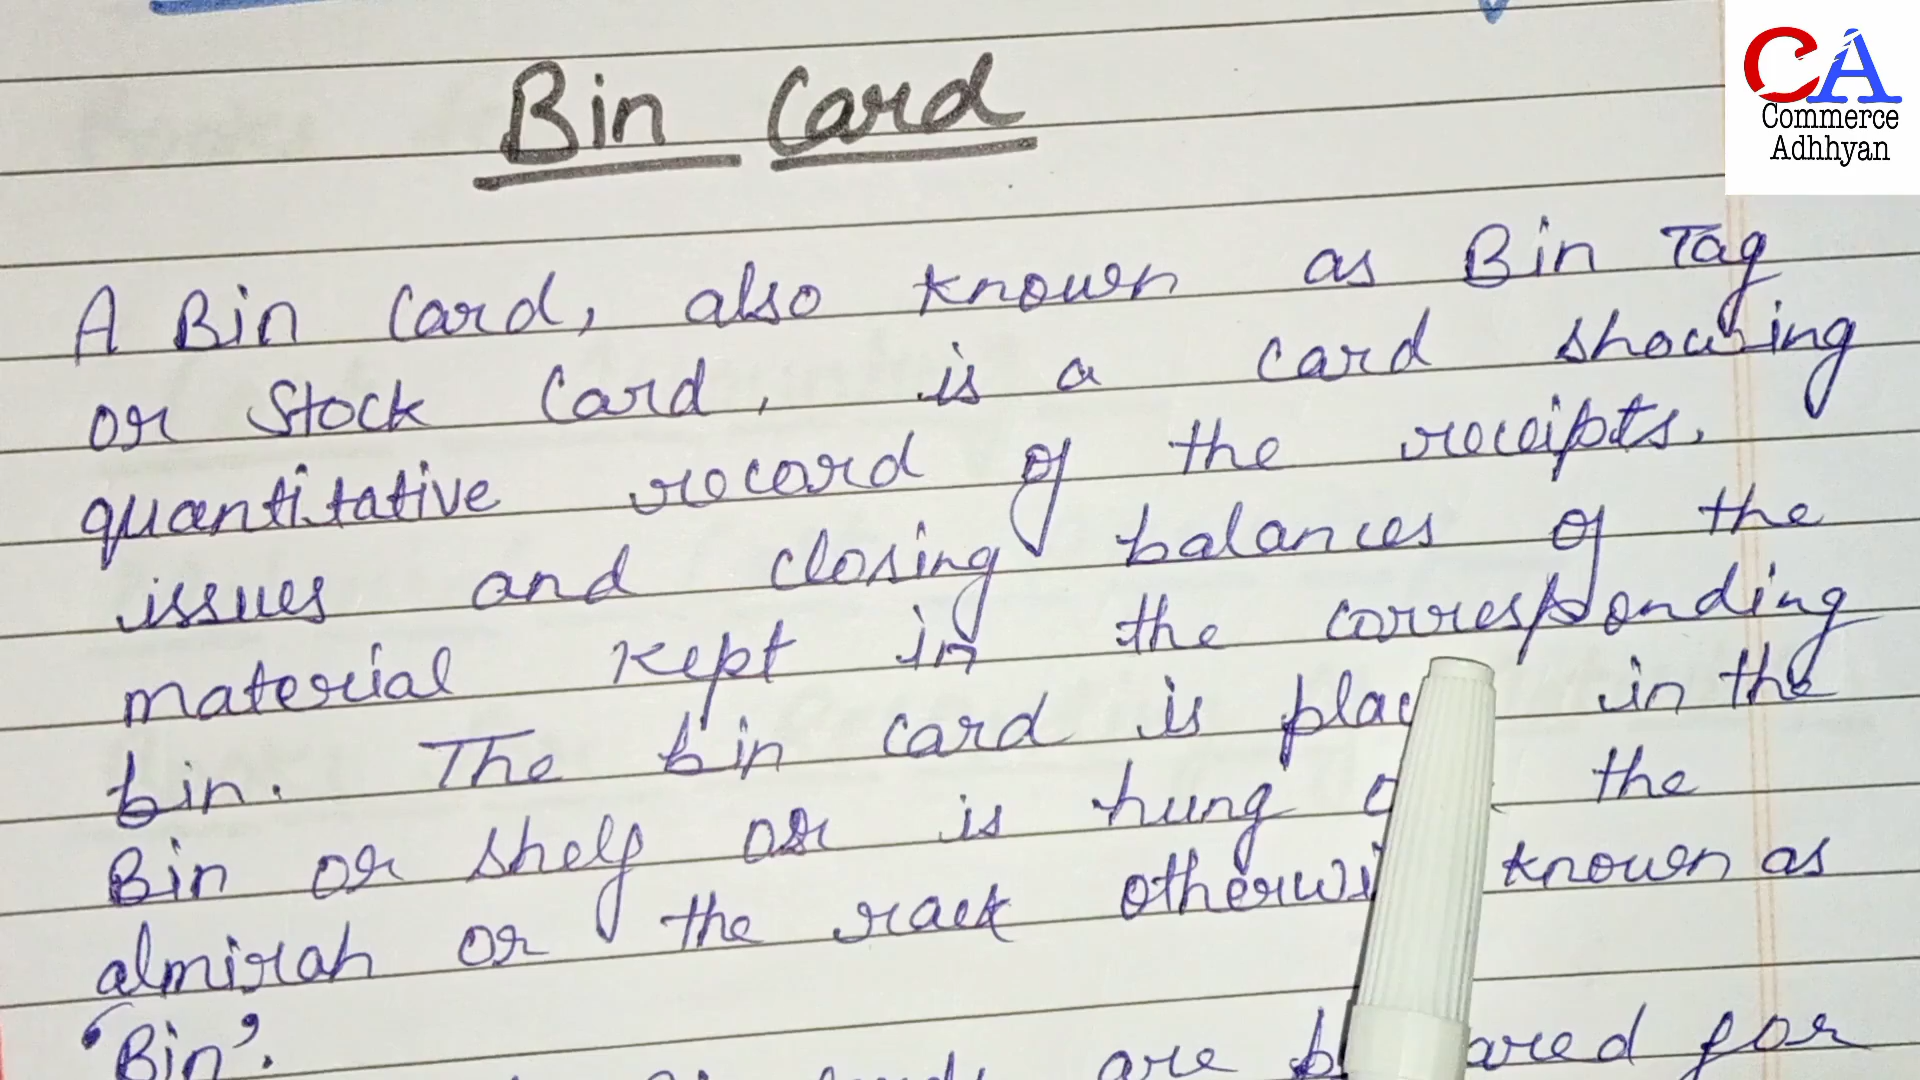 CA
Commerce
Adhhyan
Bin Card
A Bin Card, also known as Bin Tag
or Stock Card, is a card showing
quantitative record of the receipts.
issues and closing balances of the
material kept in the corresponding
bin. The bin card is in the
Bin or shelf or is hung the
almirah or the rack known as
'Bin'.
are for